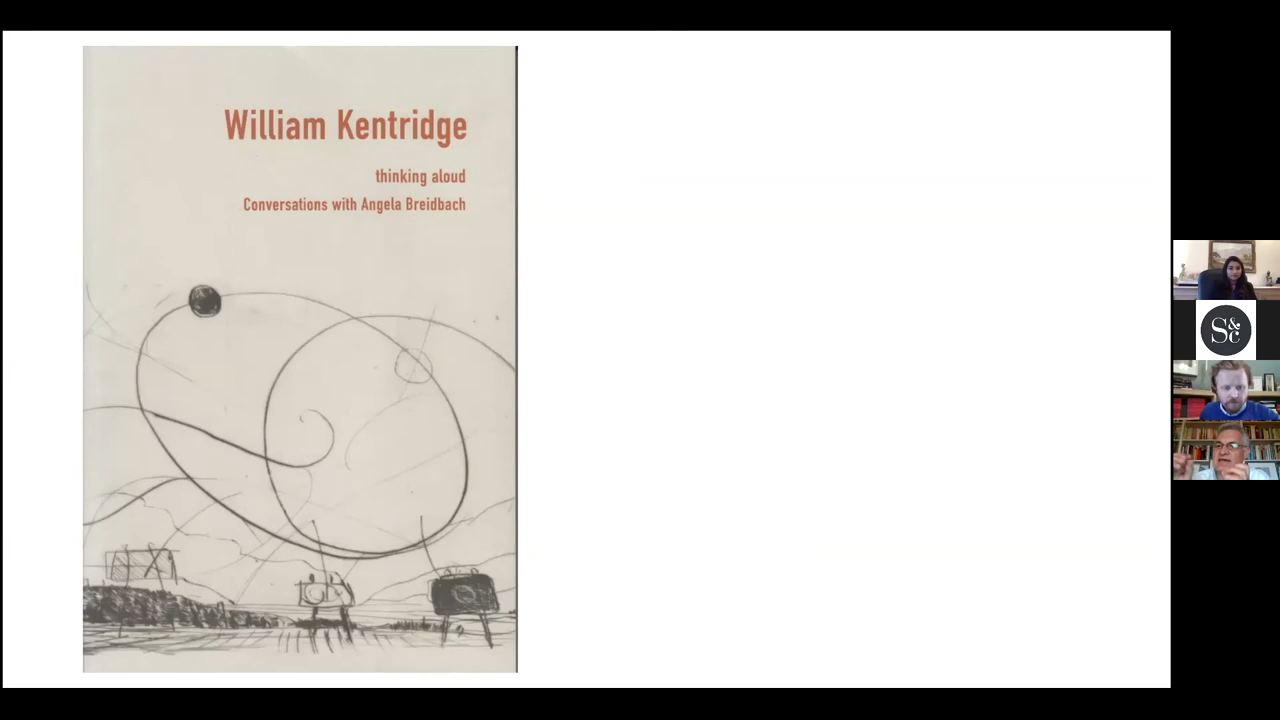 William Kentridge
thinking aloud
Conversations with Angela Breidbach
S&c